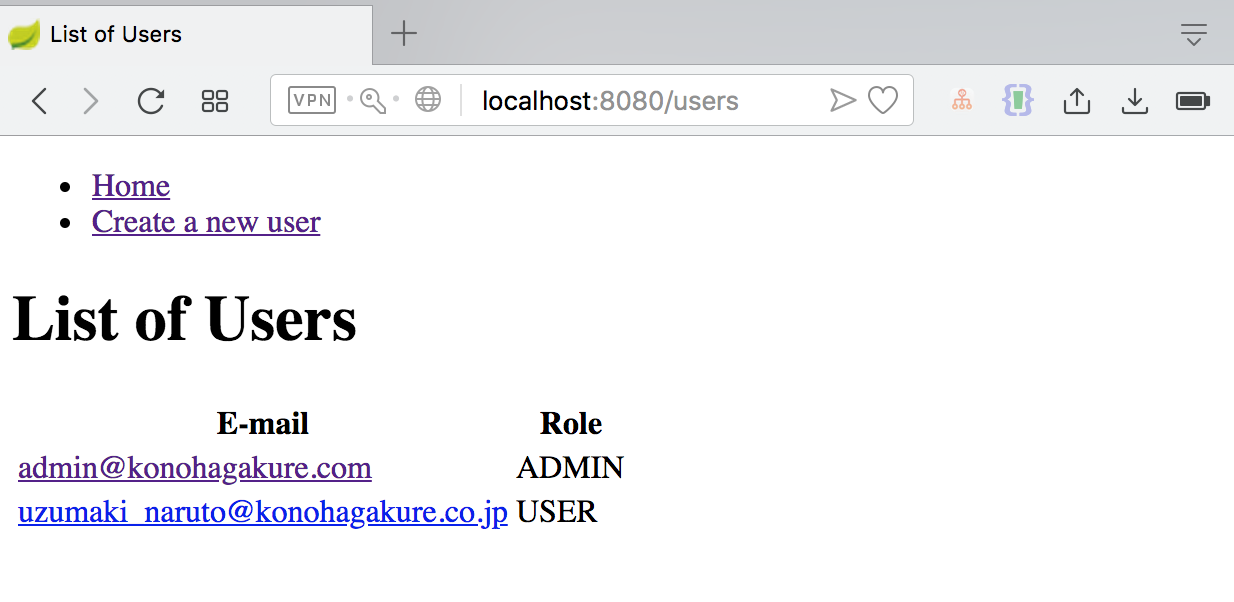 List of Users
VPN localhost:8080/users
Home
Create a new user
List of Users
E-mail Role
admin@konohagakure.com ADMIN
uzumaki_naruto@konohagakure.co.jp USER